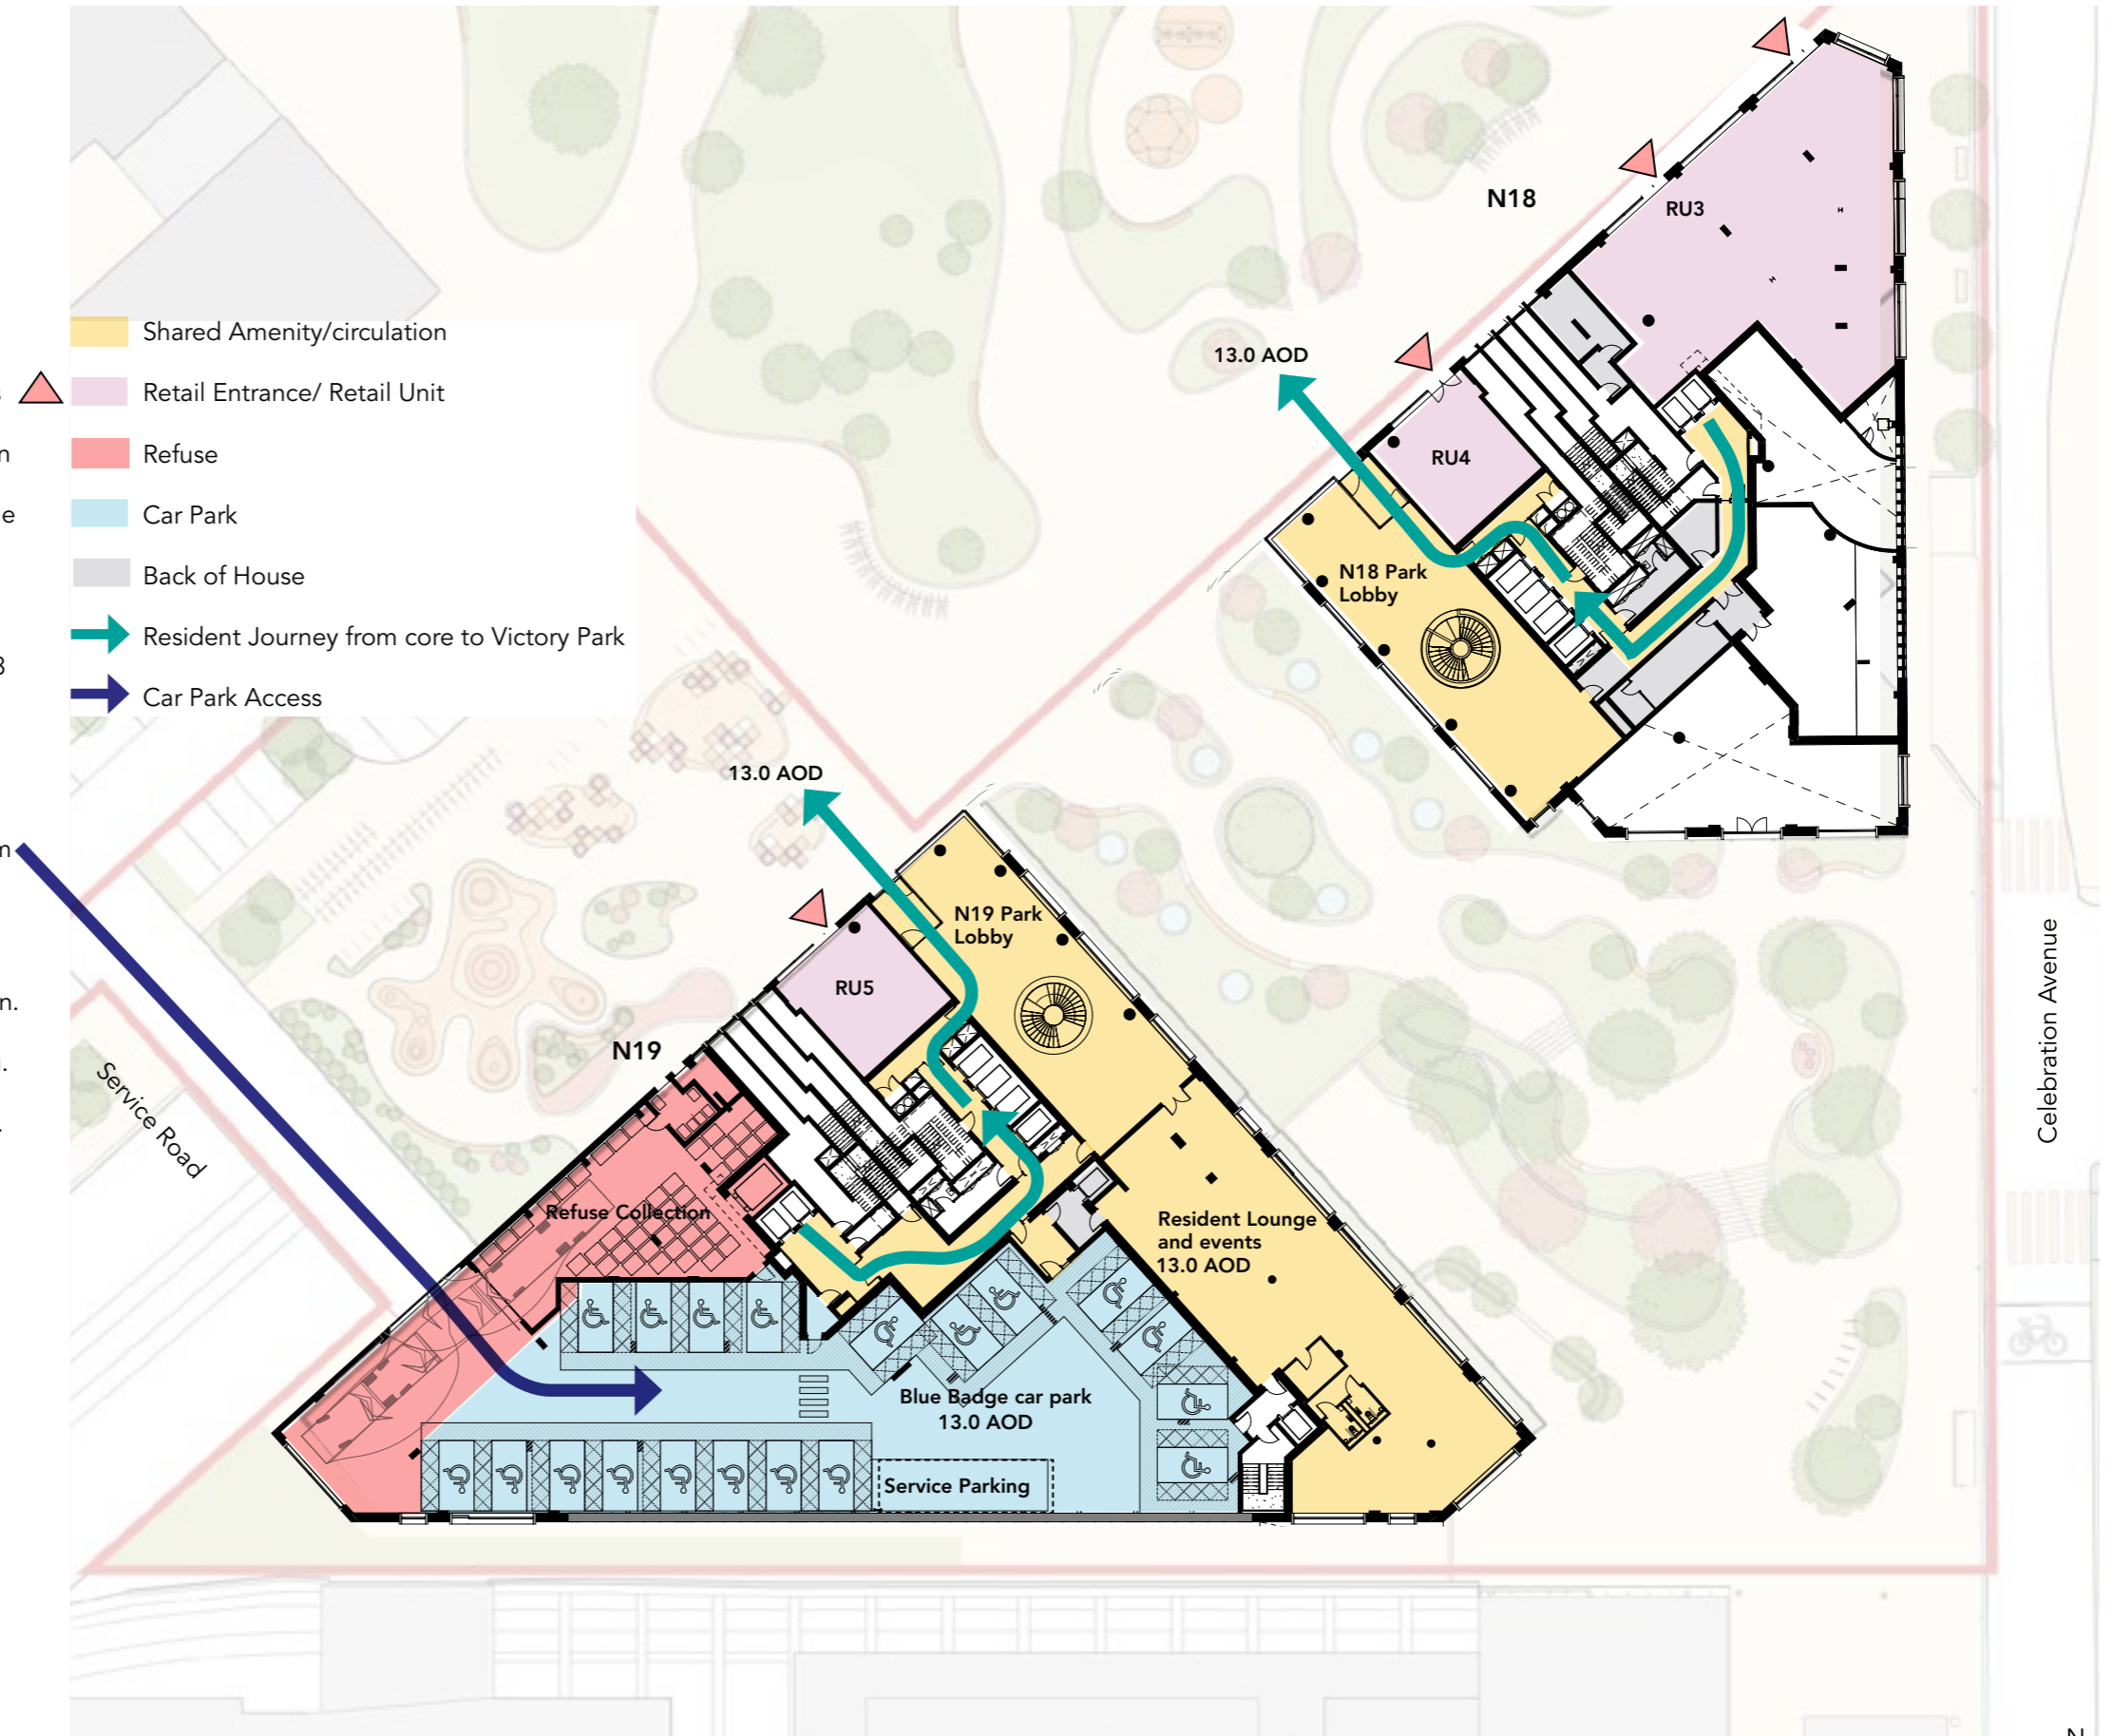 Shared Amenity/circulation
Retail Entrance/ Retail Unit
Refuse
Car Park
Back of House
Resident Journey from core to Victory Park
Car Park Access
N18
RU3
13.0 AOD
RU4
N18 Park
Lobby
13.0 AOD
N19 Park
Lobby
RU5
N19
Service Road
Celebration Avenue
Refuse Collection
Resident Lounge
and events
13.0 AOD
Blue Badge car park
13.0 AOD
Service Parking
N